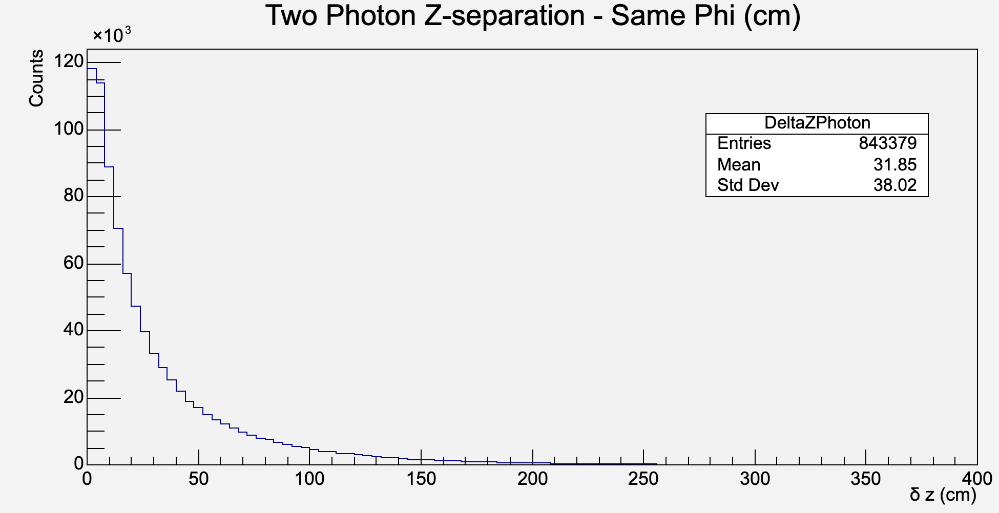 Two Photon Z-separation - Same Phi (cm)
×10³
Counts
120
100
80
60
40
20
0
DeltaZPhoton
Entries 843379
Mean 31.85
Std Dev 38.02
0 50 100 150 200 250 300 350 400
δ z (cm)